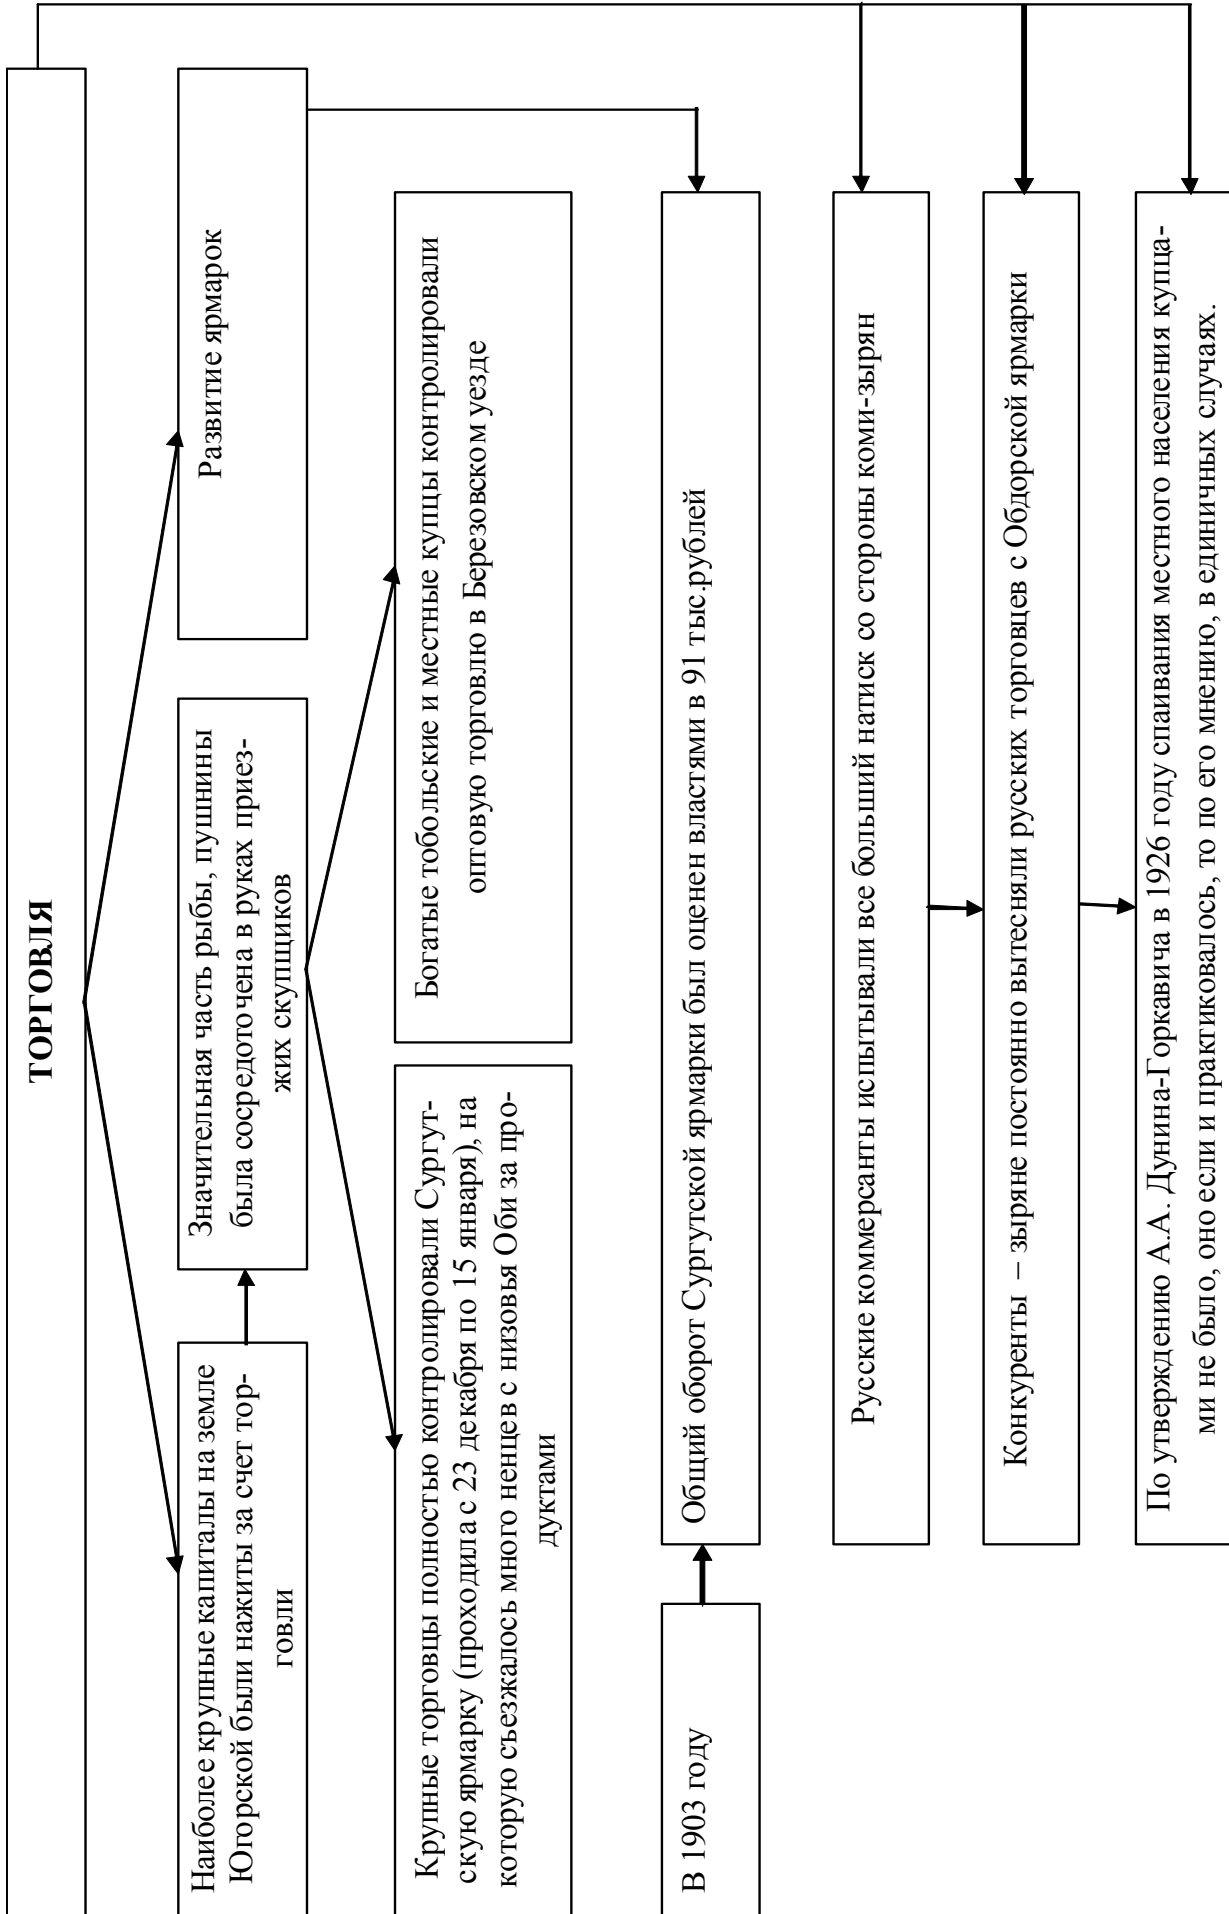 ТОРГОВЛЯ
Наиболее крупные капиталы на земле
Югорской были нажиты за счет тор-
говли
Значительная часть рыбы, пушнины
была сосредоточена в руках приез-
жих скупщиков
Развитие ярмарок
Крупные торговцы полностью контролировали Сургут-
скую ярмарку (проходила с 23 декабря по 15 января), на
которую съезжалось много ненцев с низовья Оби за про-
дуктами
Богатые тобольские и местные купцы контролировали
оптовую торговлю в Березовском уезде
В 1903 году
Общий оборот Сургутской ярмарки был оценен властями в 91 тыс.рублей
Русские коммерсанты испытывали все больший натиск со стороны коми-зырян
Конкуренты – зыряне постоянно вытесняли русских торговцев с Обдорской ярмарки
По утверждению А.А. Дунина-Горкавича в 1926 году спаивания местного населения купца-
ми не было, оно если и практиковалось, то по его мнению, в единичных случаях.